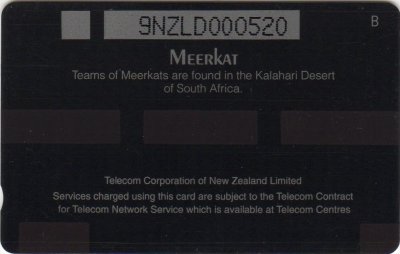 9NZLD000520
B
MEERKAT
Teams of Meerkats are found in the Kalahari Desert
of South Africa.
Telecom Corporation of New Zealand Limited
Services charged using this card are subject to the Telecom Contract
for Telecom Network Service which is available at Telecom Centres